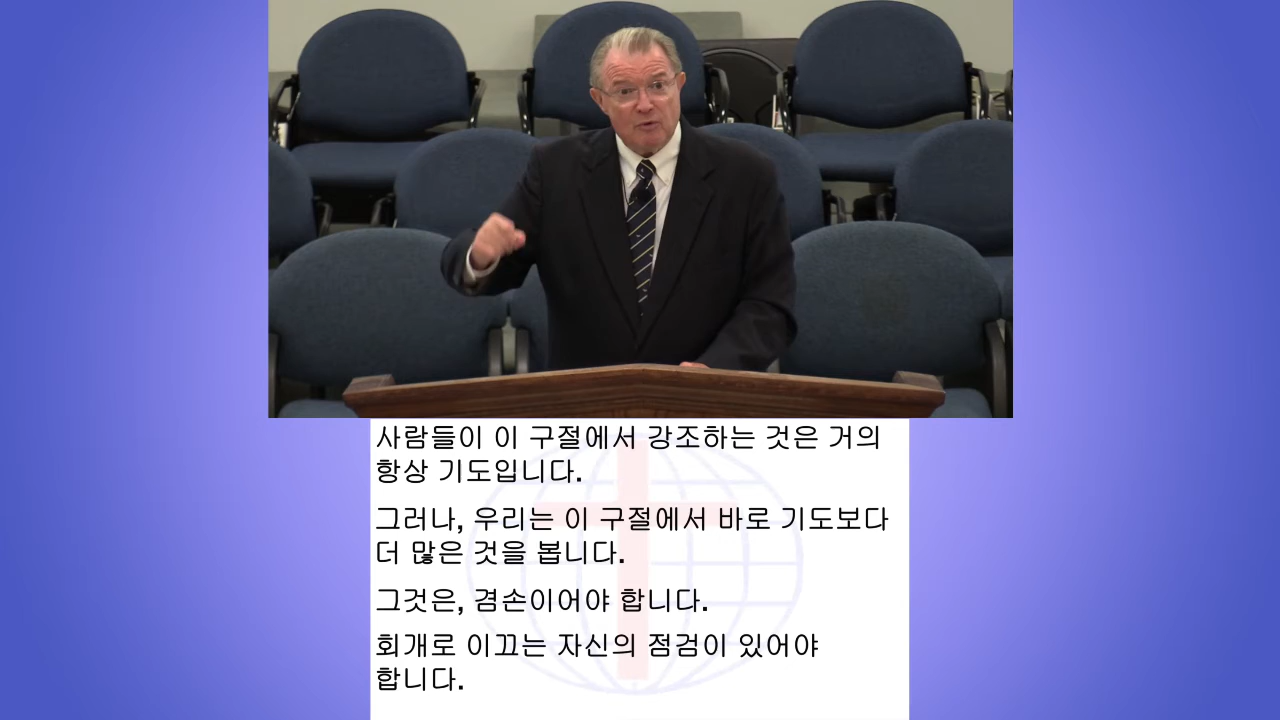 사람들이 이 구절에서 강조하는 것은 거의
항상 기도입니다.
그러나, 우리는 이 구절에서 바로 기도보다
더 많은 것을 봅니다.
그것은, 겸손이어야 합니다.
회개로 이끄는 자신의 점검이 있어야
합니다.